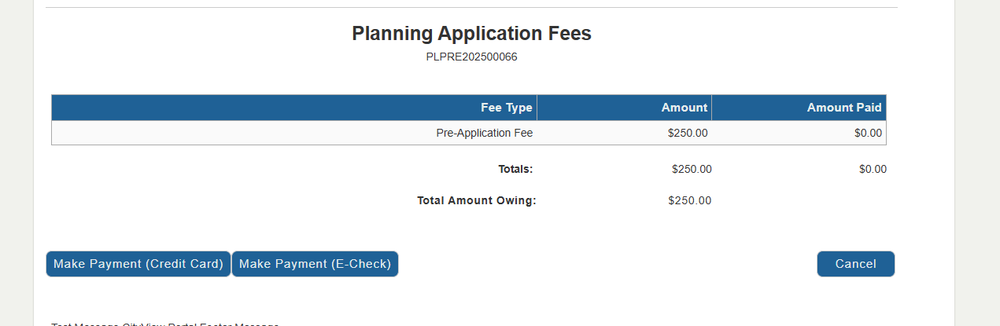 Planning Application Fees
PLPRE202500066
Fee Type Amount Amount Paid
Pre-Application Fee $250.00 $0.00
Totals: $250.00 $0.00
Total Amount Owing: $250.00
Make Payment (Credit Card) Make Payment (E-Check) Cancel
Test Message CityView Portal Footer Message